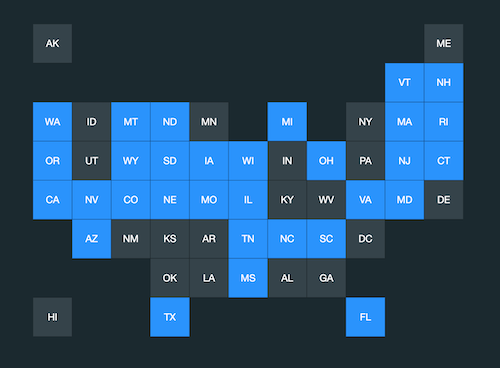 AK ME
VT NH
WA ID MT ND MN MI NY MA RI
OR UT WY SD IA WI IN OH PA NJ CT
CA NV CO NE MO IL KY WV VA MD DE
AZ NM KS AR TN NC SC DC
OK LA MS AL GA
HI TX FL